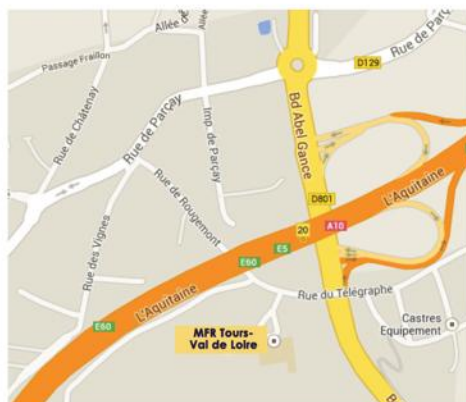 Allée de
Allée
Passage Fraillon
D129
Rue de Parçay
Rue de Châtenay
Rue de Parçay
Imp. de Parçay
Bd Abel Gance
Rue de Rougemont
D801
L'Aquitaine
20
A10
E5
Rue des Vignes
E60
Rue du Télégraphe
L'Aquitaine
E60
MFR Tours-
Val de Loire
Castres
Equipement
B